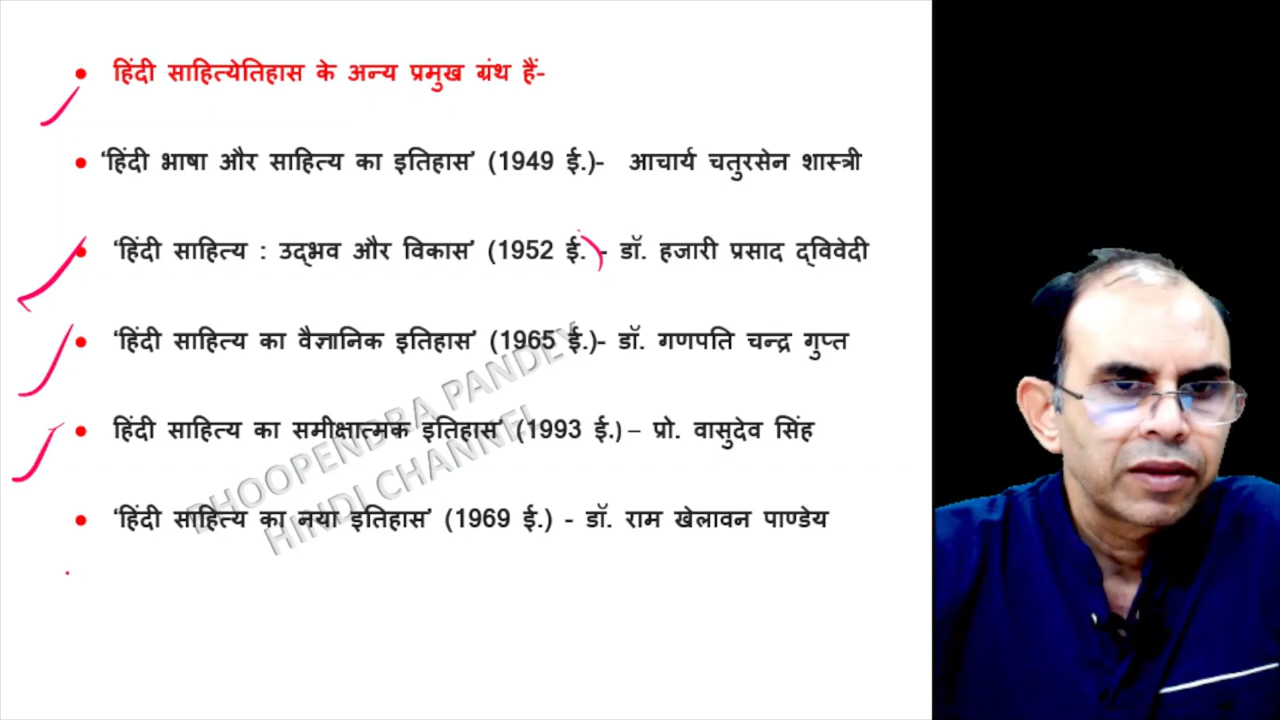 हिंदी साहित्येतिहास के अन्य प्रमुख ग्रंथ हैं-
‘हिंदी भाषा और साहित्य का इतिहास’ (1949 ई.)- आचार्य चतुरसेन शास्त्री
‘हिंदी साहित्य : उद्‌भव और विकास’ (1952 ई.) - डॉ. हजारी प्रसाद द्‌विवेदी
‘हिंदी साहित्य का वैज्ञानिक इतिहास’ (1965 ई.)- डॉ. गणपति चन्द्र गुप्त
हिंदी साहित्य का समीक्षात्मक इतिहास’ (1993 ई.) – प्रो. वासुदेव सिंह
‘हिंदी साहित्य का नया इतिहास’ (1969 ई.) - डॉ. राम खेलावन पाण्डेय
BHOOPENDRA PANDEY
HINDI CHANNEL